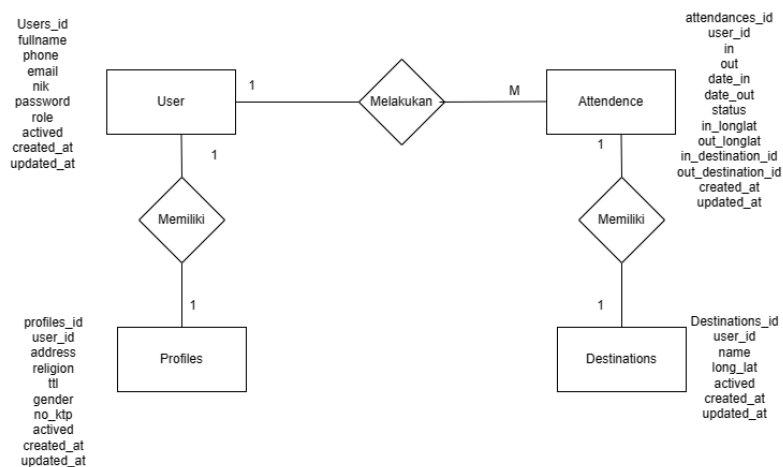 Users_id
fullname
phone
email
nik
password
role
actived
created_at
updated_at
User
1
Melakukan
M
Attendence
attendances_id
user_id
in
out
date_in
date_out
status
in_longlat
out_longlat
in_destination_id
out_destination_id
created_at
updated_at
1
Memiliki
1
1
Memiliki
1
profiles_id
user_id
address
religion
ttl
gender
no_ktp
actived
created_at
updated_at
Profiles
Destinations
Destinations_id
user_id
name
long_lat
actived
created_at
updated_at